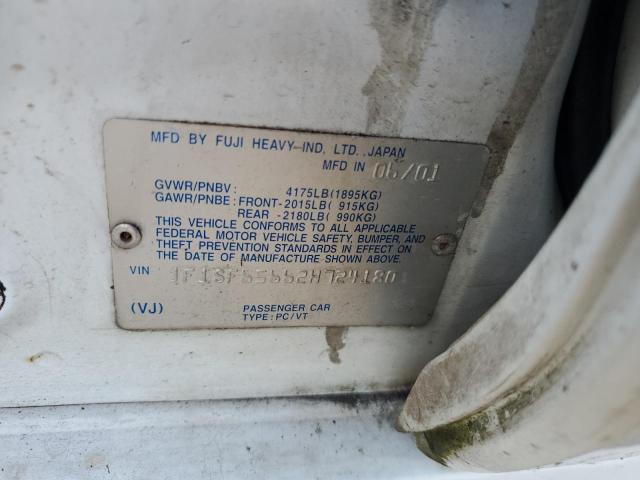 MFD BY FUJI HEAVY IND. LTD., JAPAN
MFD IN 06/01
GVWR/PNBV: 4175LB(1895KG)
GAWR/PNBE: FRONT-2015LB( 915KG)
REAR -2180LB( 990KG)
THIS VEHICLE CONFORMS TO ALL APPLICABLE
FEDERAL MOTOR VEHICLE SAFETY, BUMPER, AND
THEFT PREVENTION STANDARDS IN EFFECT ON
THE DATE OF MANUFACTURE SHOWN ABOVE.
VIN
(VJ)
PASSENGER CAR
TYPE: PC/VT